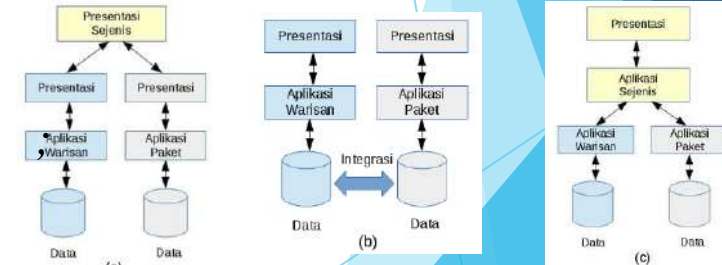 Presentasi
Sejenis
Presentasi
Presentasi
Aplikasi
Warisan
Aplikasi
Paket
Data
Data
Presentasi
Presentasi
Aplikasi
Warisan
Aplikasi
Paket
Integrasi
Data
Data
(b)
Presentasi
Aplikasi
Sejenis
Aplikasi
Warisan
Aplikasi
Paket
Data
Data
(c)